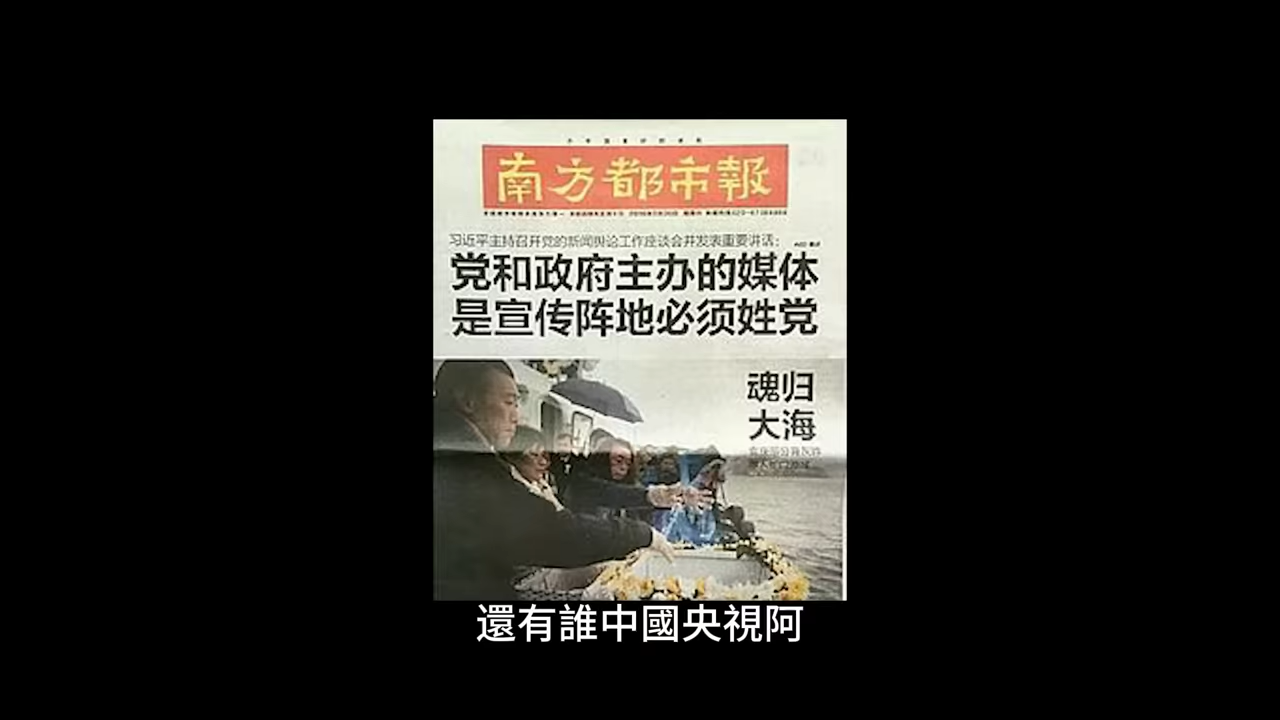 南方都市報
习近平主持召开党的新闻舆论工作座谈会并发表重要讲话：
党和政府主办的媒体
是宣传阵地必须姓党
魂归
大海
還有誰中國央視阿